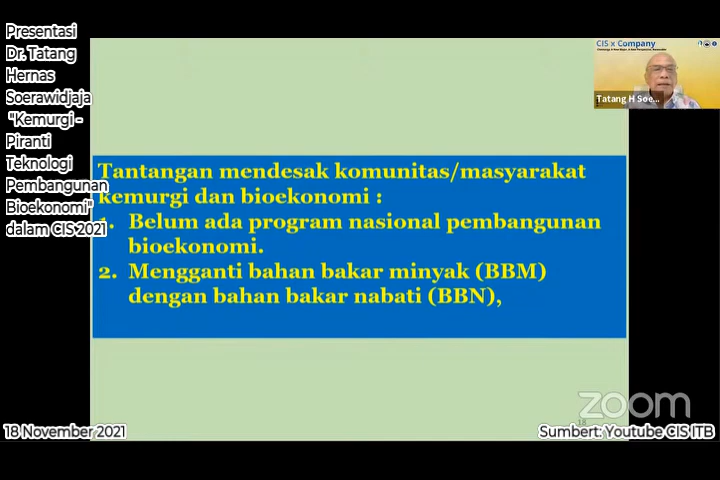 Presentasi
Dr. Tatang
Hernas
Soerawidjaja
"Kemurgi -
Piranti
Teknologi
Pembangunan
Bioekonomi"
dalam CIS 2021
CIS x Company
Tatang H Soe...
Tantangan mendesak komunitas/masyarakat
kemurgi dan bioekonomi :
1. Belum ada program nasional pembangunan
bioekonomi.
2. Mengganti bahan bakar minyak (BBM)
dengan bahan bakar nabati (BBN),
zoom
18
18 November 2021
Sumbert: Youtube CIS ITB